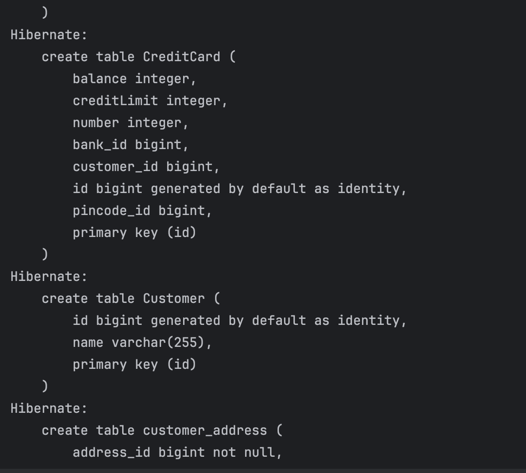 )
Hibernate:
    create table CreditCard (
        balance integer,
        creditLimit integer,
        number integer,
        bank_id bigint,
        customer_id bigint,
        id bigint generated by default as identity,
        pincode_id bigint,
        primary key (id)
    )
Hibernate:
    create table Customer (
        id bigint generated by default as identity,
        name varchar(255),
        primary key (id)
    )
Hibernate:
    create table customer_address (
        address_id bigint not null,